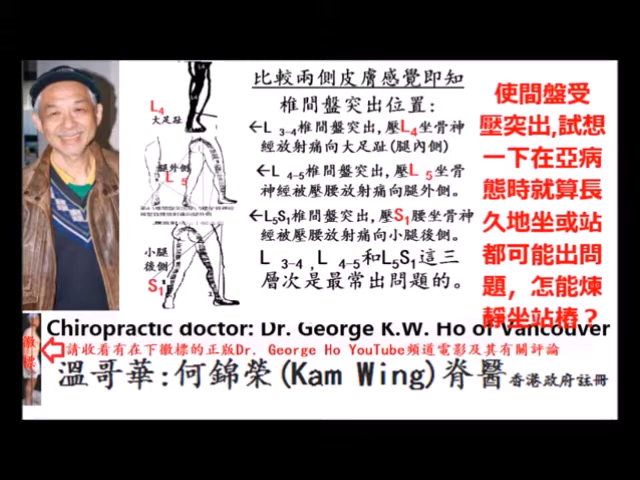 比較兩側皮膚感覺即知
椎間盤突出位置:
←L 3-4椎間盤突出,壓L4坐骨神
經放射痛向大足趾(腿內側)
←L 4-5椎間盤突出,壓L 5坐骨
神經被壓腰放射痛向腿外側。
←L5S1椎間盤突出,壓S1腰坐骨神
經被壓腰放射痛向小腿後側。
L 3-4,L 4-5和L5S1這三
層次是最常出問題的。
L4
大足趾
腿外側
L 5
小腿
後側
S1
使間盤受
壓突出,試想
一下在亞病
態時就算長
久地坐或站
都可能出問
題，怎能煉
靜坐站樁？
Chiropractic doctor: Dr. George K.W. Ho of Vancouver
徽標
請收看有在下徽標的正版Dr. George Ho YouTube頻道電影及其有關評論
溫哥華:何錦榮(Kam Wing)脊醫香港政府註冊